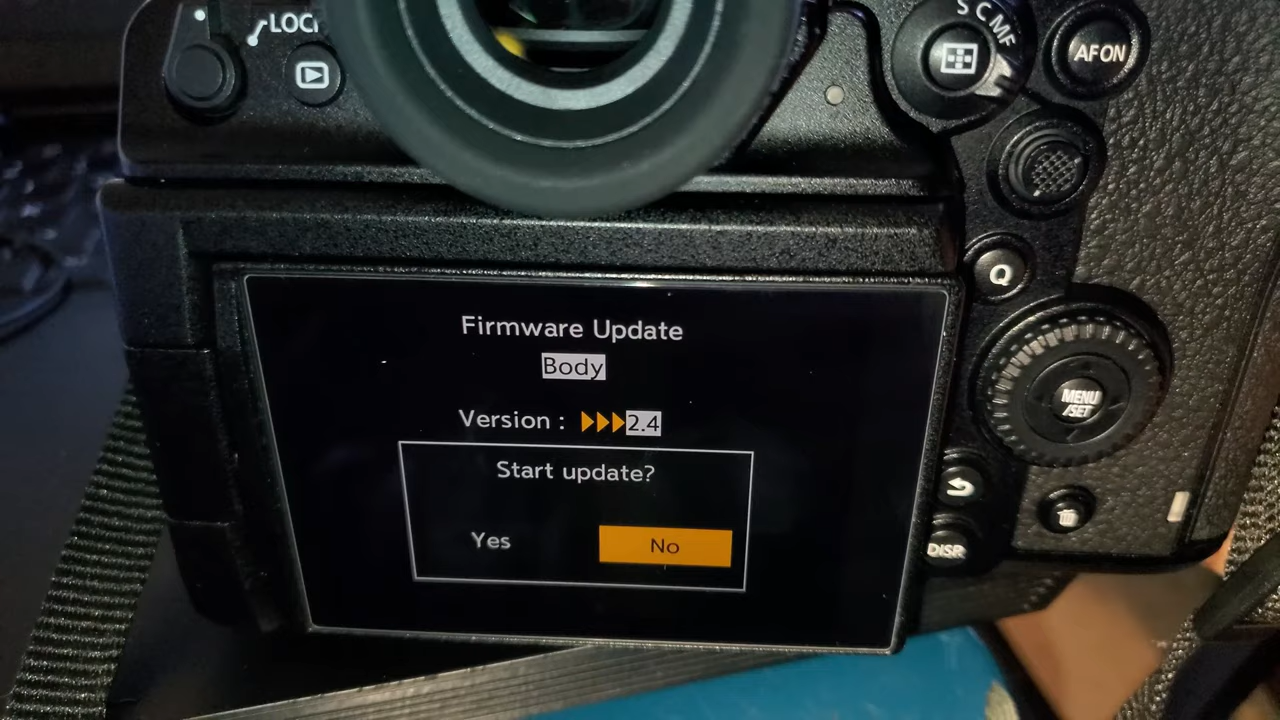 LOCK
S C MF
AF ON
Q
Firmware Update
Body
Version : 2.4
Start update?
Yes No
MENU
/SET
DISP.